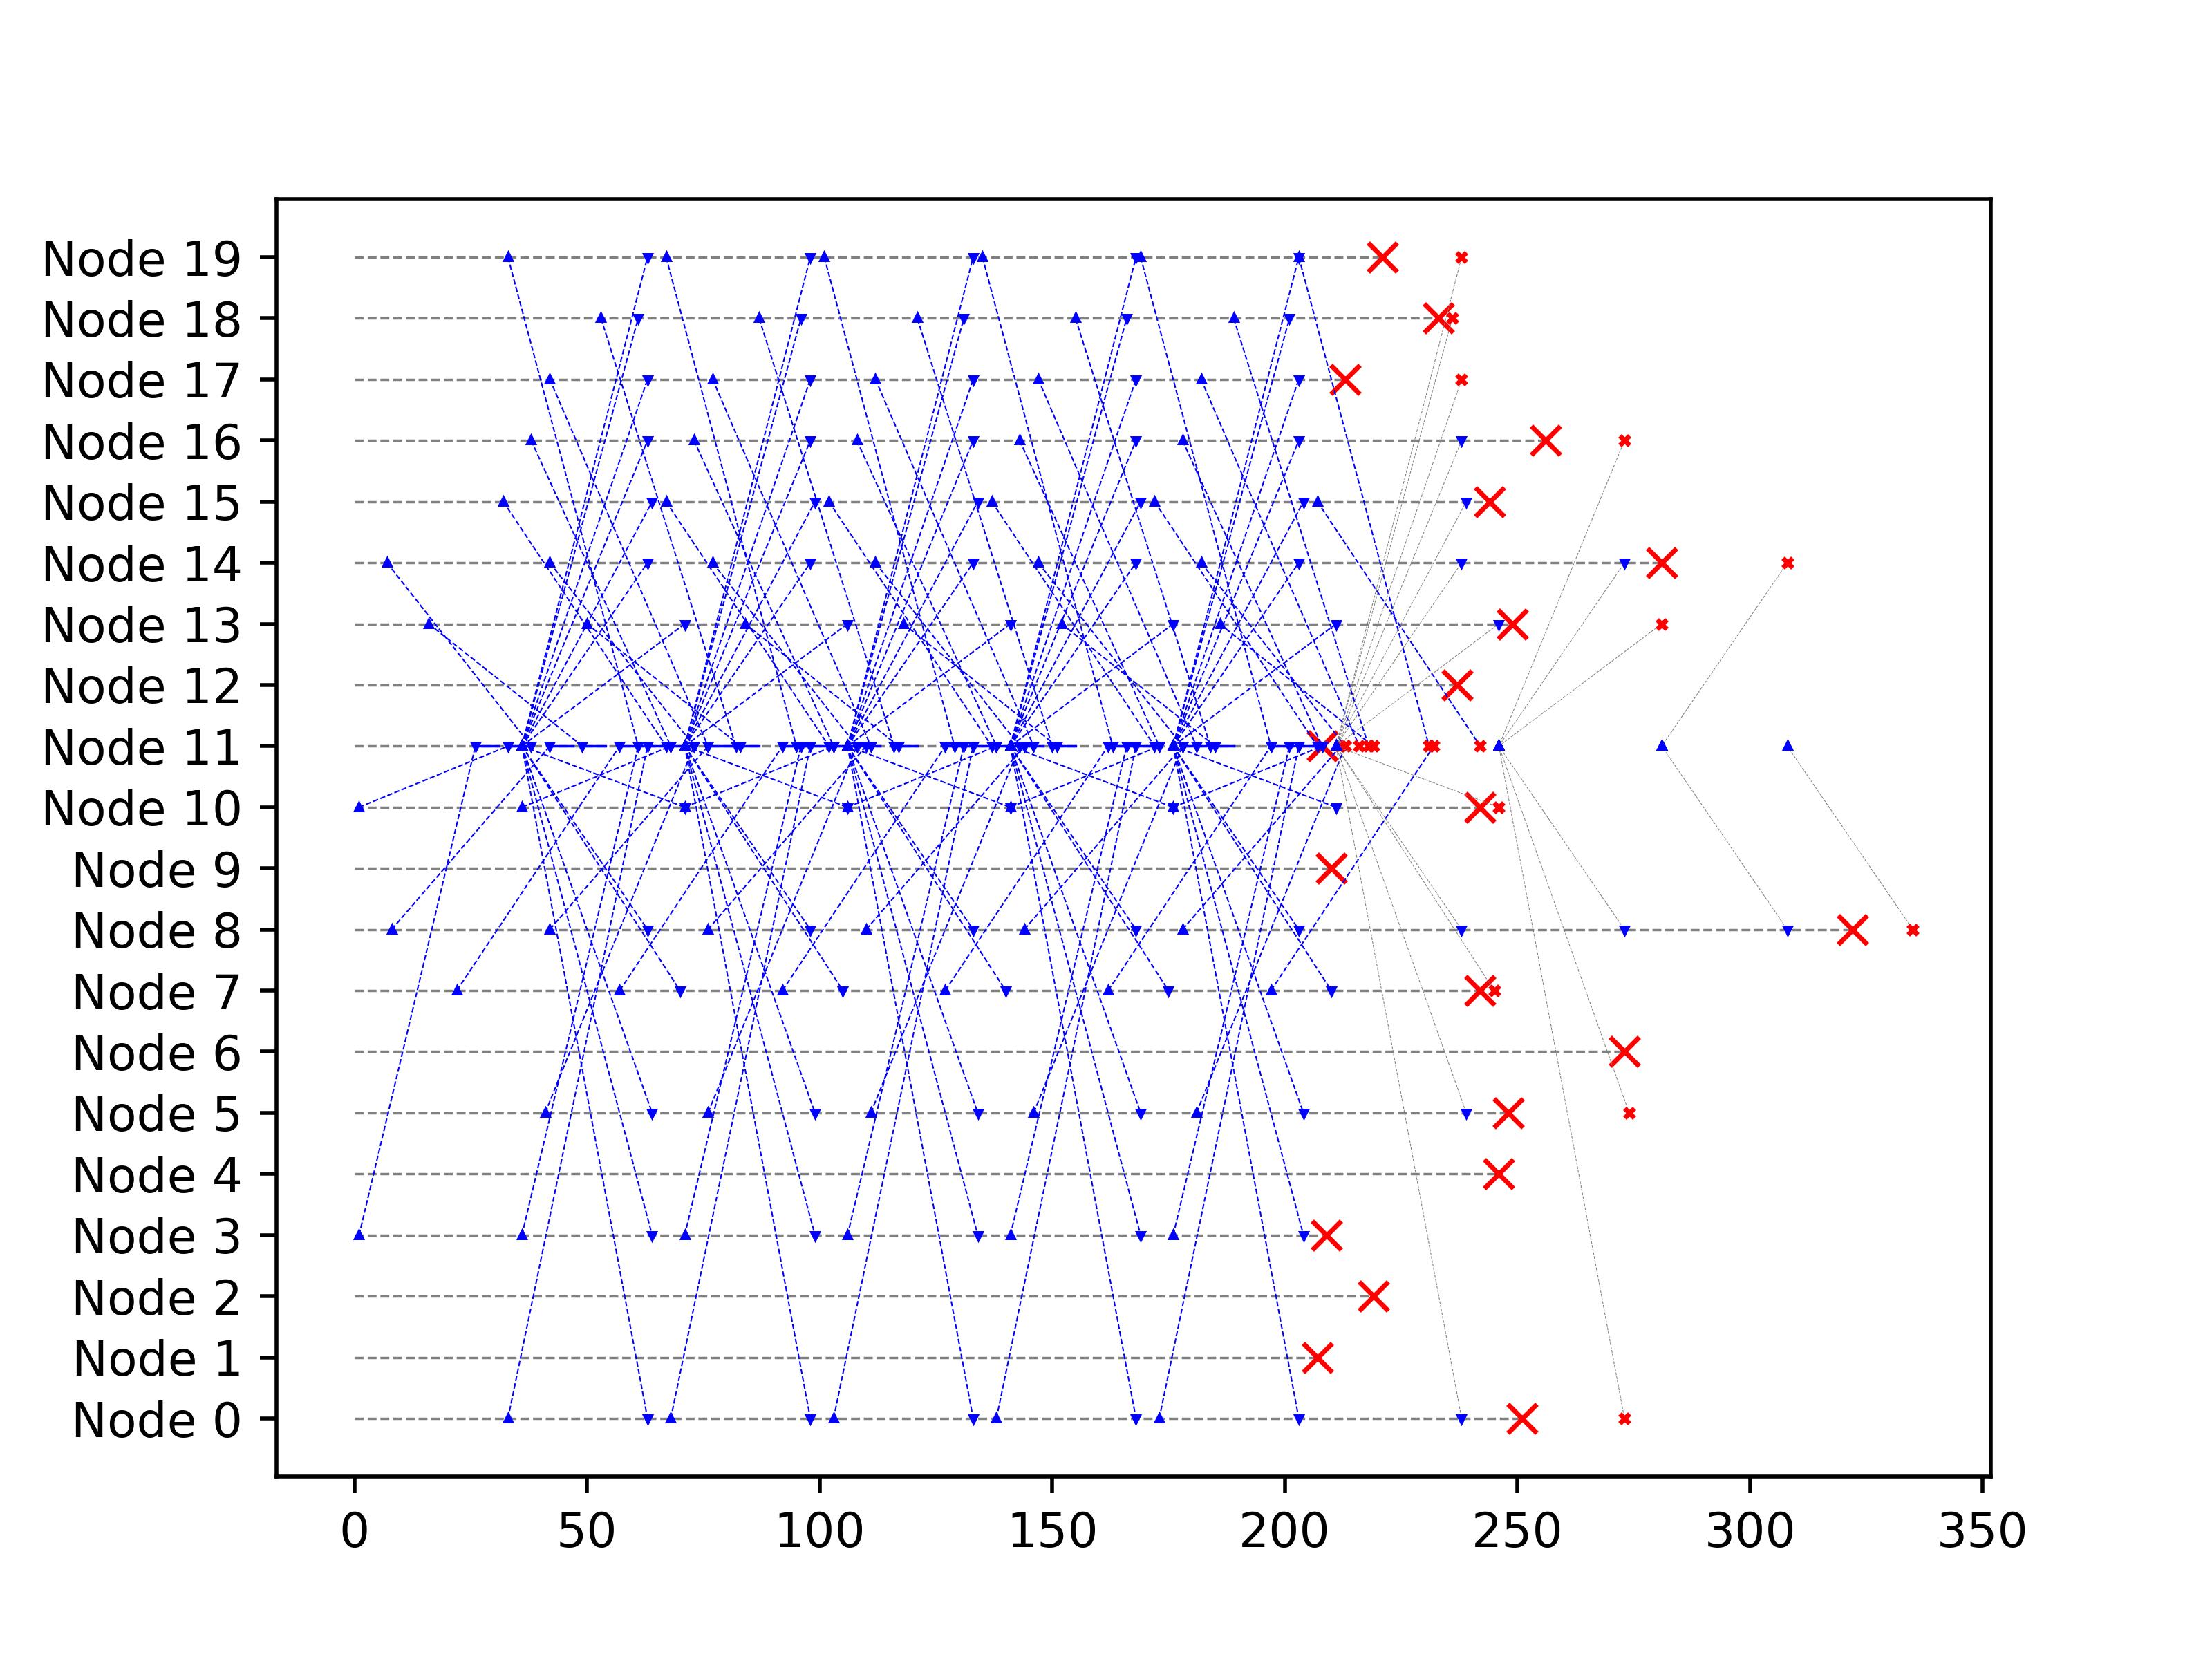 Node 19
Node 18
Node 17
Node 16
Node 15
Node 14
Node 13
Node 12
Node 11
Node 10
Node 9
Node 8
Node 7
Node 6
Node 5
Node 4
Node 3
Node 2
Node 1
Node 0
0 50 100 150 200 250 300 350